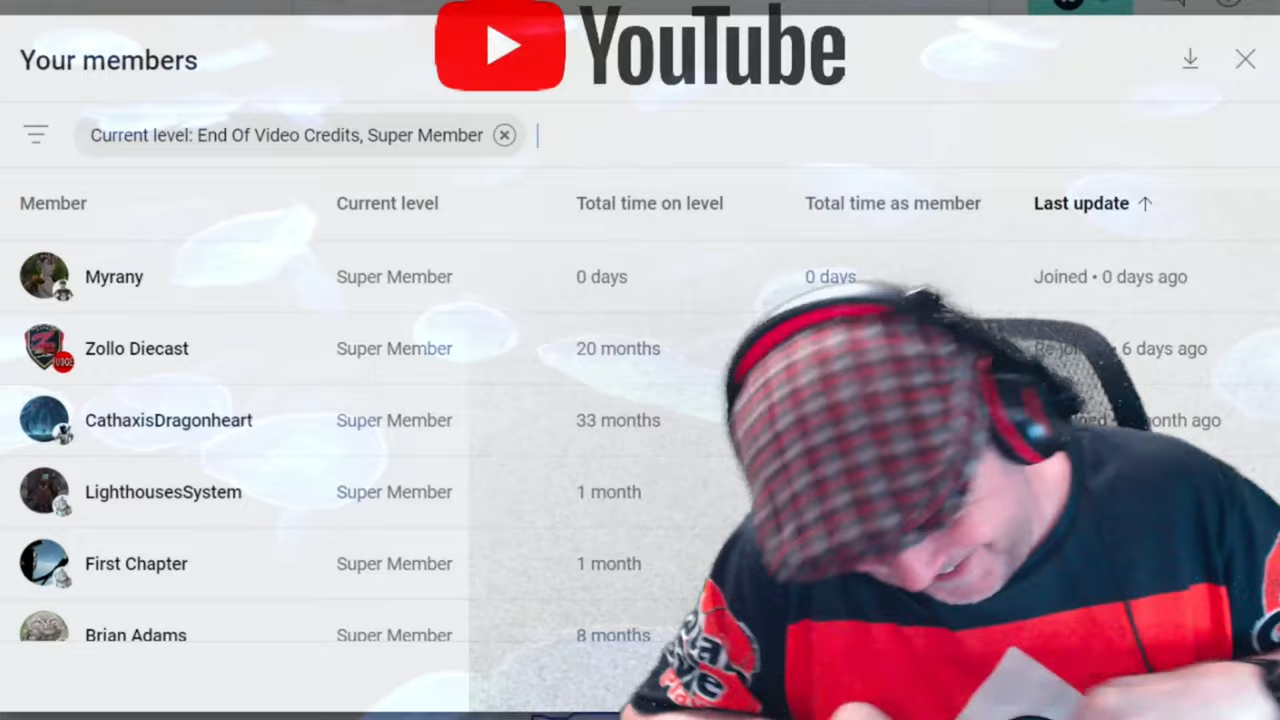 YouTube
Your members
Current level: End Of Video Credits, Super Member
Member Current level Total time on level Total time as member Last update
Myrany Super Member 0 days 0 days Joined • 0 days ago
Zollo Diecast Super Member 20 months 6 days ago
FUDGE
CathaxisDragonheart Super Member 33 months ago
LighthousesSystem Super Member 1 month
First Chapter Super Member 1 month
Brian Adams Super Member 8 months